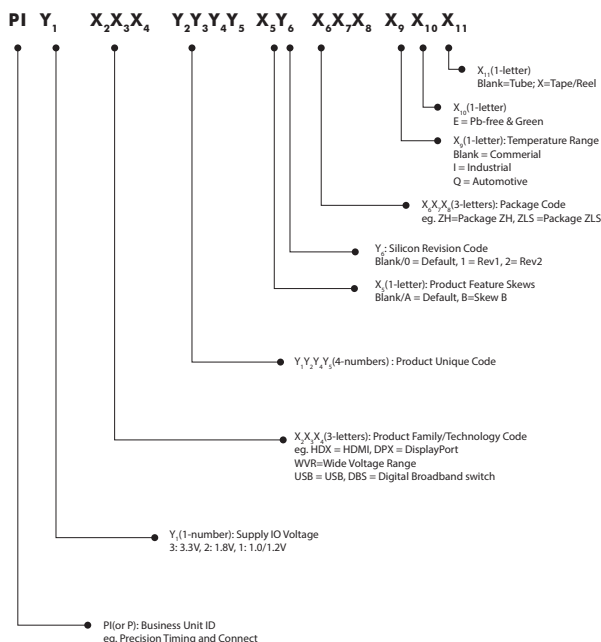 PI Y₁ X₂X₃X₄ Y₂Y₃Y₄Y₅ X₅Y₆ X₆X₇X₈ X₉ X₁₀ X₁₁
X₁₁(1-letter)
Blank=Tube; X=Tape/Reel
X₁₀(1-letter)
E = Pb-free & Green
X₉(1-letter): Temperature Range
Blank = Commerial
I = Industrial
Q = Automotive
X₆X₇X₈(3-letters): Package Code
eg. ZH=Package ZH, ZLS =Package ZLS
Y₆: Silicon Revision Code
Blank/0 = Default, 1 = Rev1, 2= Rev2
X₅(1-letter): Product Feature Skews
Blank/A = Default, B=Skew B
Y₁Y₂Y₄Y₅(4-numbers) : Product Unique Code
X₂X₃X₄(3-letters): Product Family/Technology Code
eg. HDX = HDMI, DPX = DisplayPort
WVR=Wide Voltage Range
USB = USB, DBS = Digital Broadband switch
Y₁(1-number): Supply IO Voltage
3: 3.3V, 2: 1.8V, 1: 1.0/1.2V
PI(or P): Business Unit ID
eg. Precision Timing and Connect